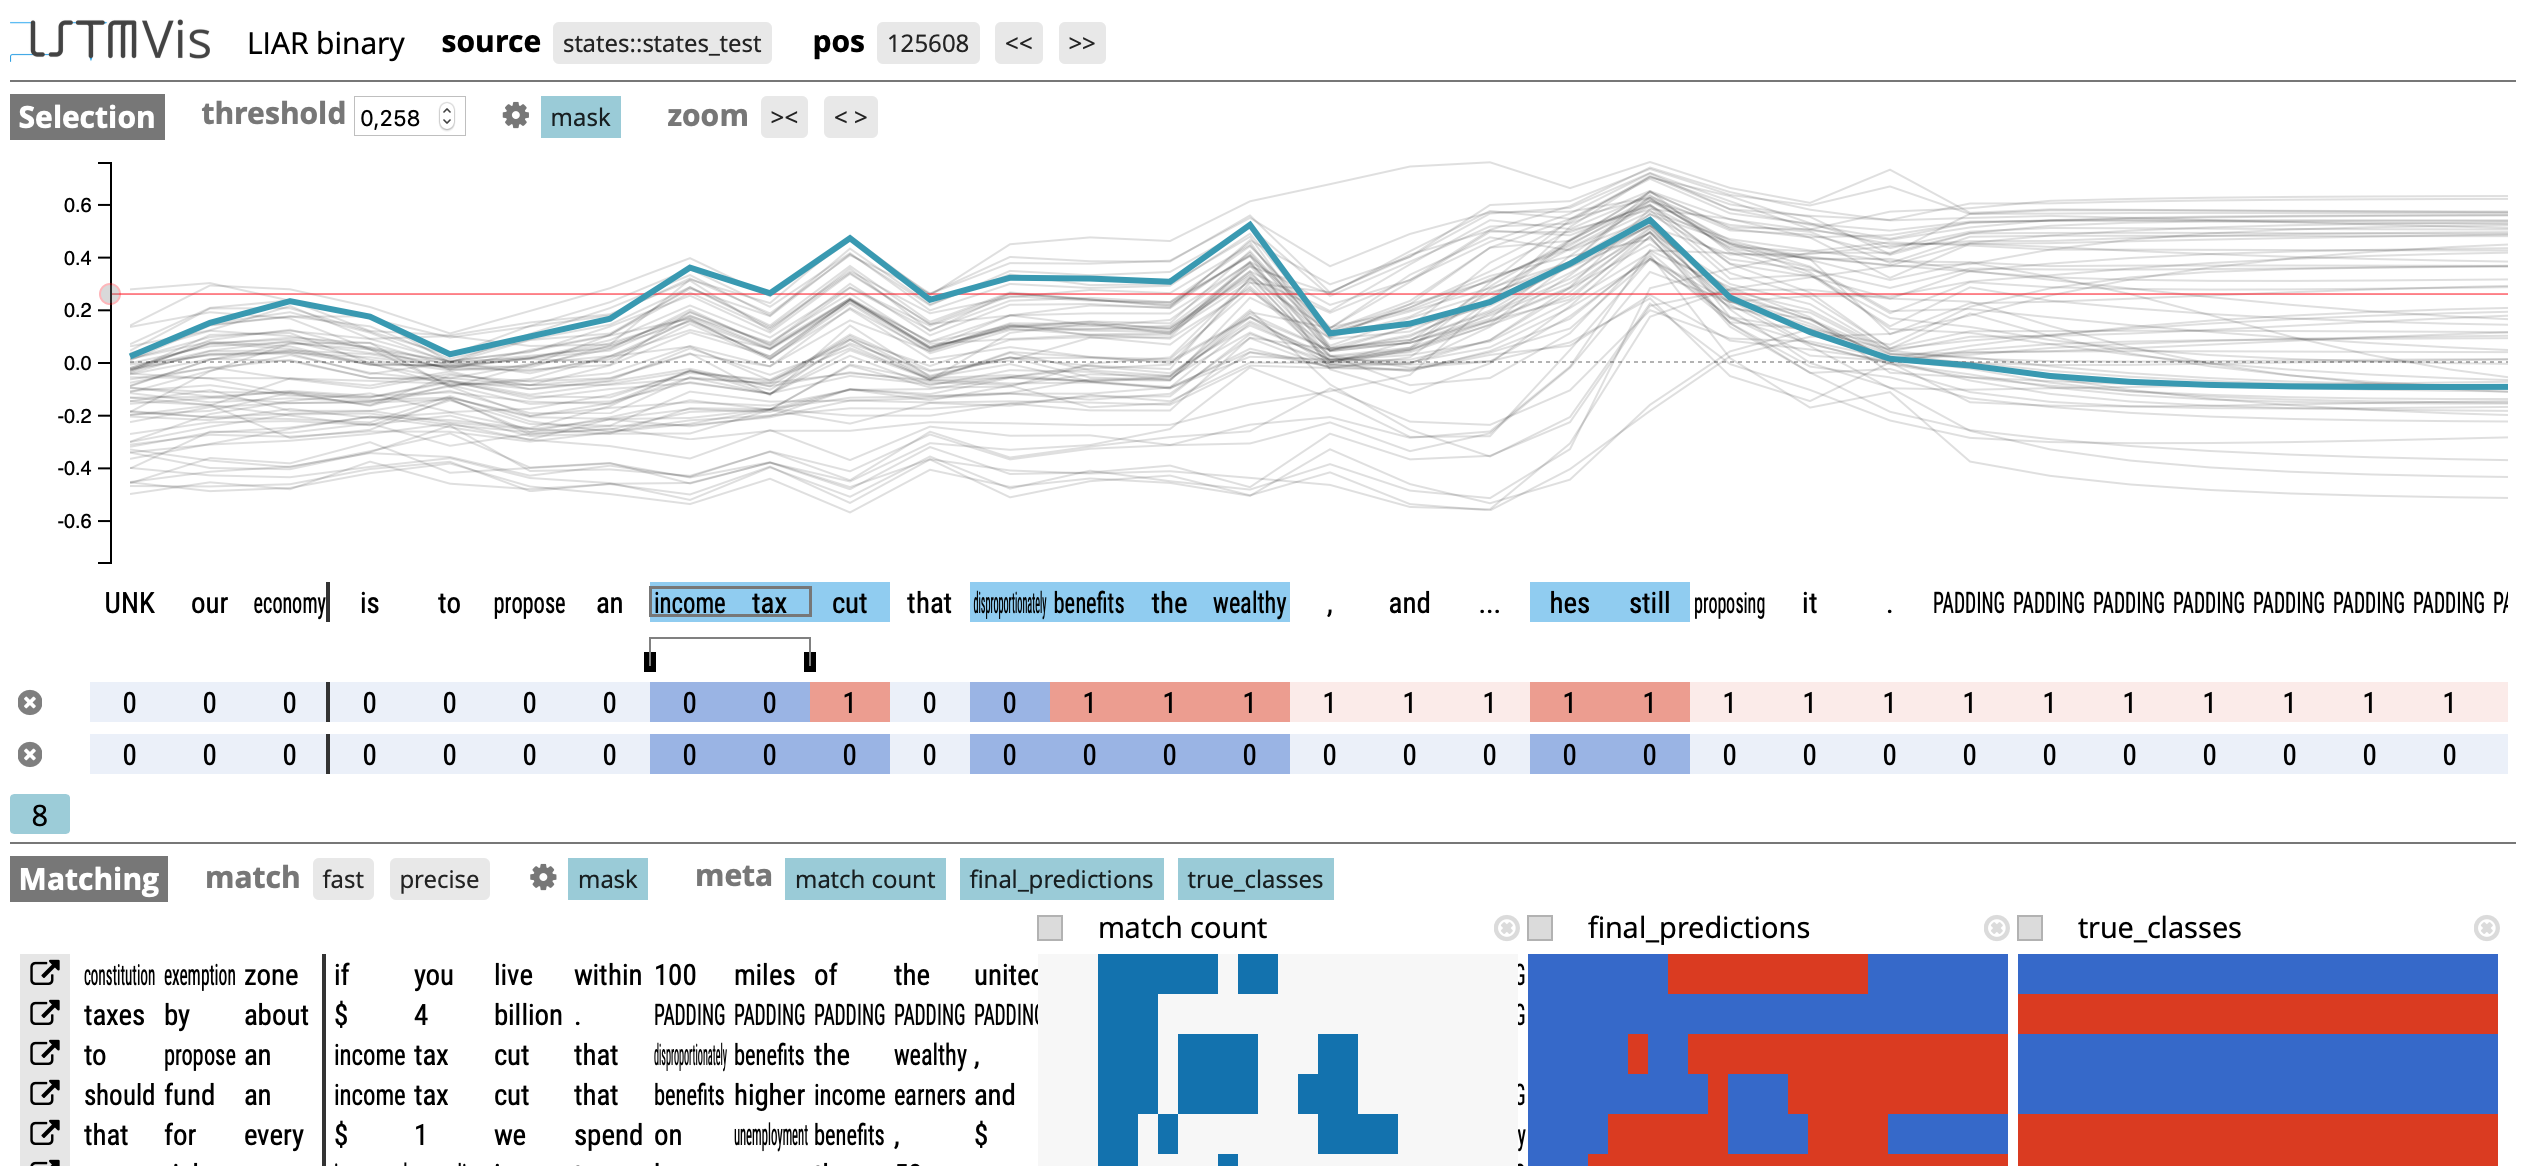 LSTMVis LIAR binary source states::states_test pos 125608 << >>
Selection threshold 0,258 mask zoom >< < >
0.6
0.4
0.2
0.0
-0.2
-0.4
-0.6
UNK our economy is to propose an income tax cut that disproportionately benefits the wealthy , and ... hes still proposing it . PADDING PADDING PADDING PADDING PADDING PADDING PADDING PA
0 0 0 0 0 0 0 0 0 1 0 0 1 1 1 1 1 1 1 1 1 1 1 1 1 1 1 1 1 1
0 0 0 0 0 0 0 0 0 0 0 0 0 0 0 0 0 0 0 0 0 0 0 0 0 0 0 0 0 0
8
Matching match fast precise mask meta match count final_predictions true_classes
match count final_predictions true_classes
constitution exemption zone if you live within 100 miles of the united G
taxes by about $ 4 billion . PADDING PADDING PADDING PADDING PADDING G
to propose an income tax cut that disproportionately benefits the wealthy ,
should fund an income tax cut that benefits higher income earners and G
that for every $ 1 we spend on unemployment benefits , $ y